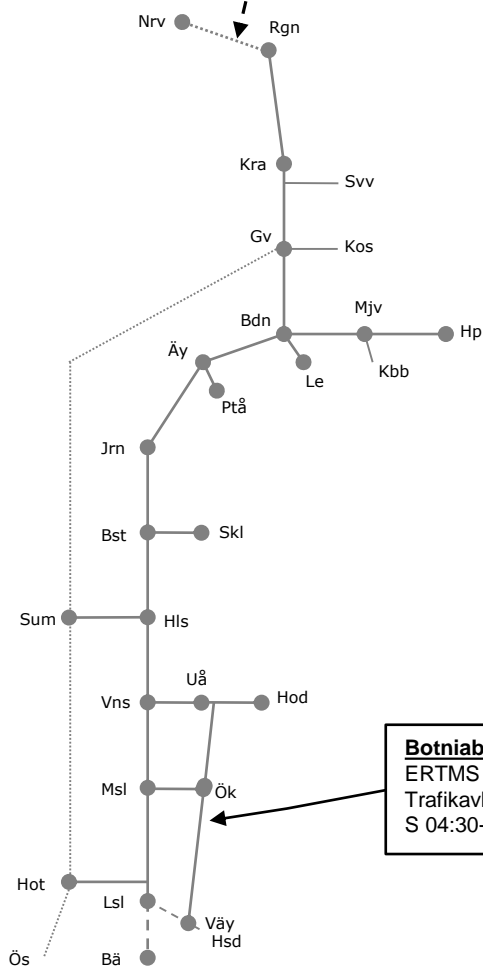 Nrv
Rgn
Kra
Svv
Gv
Kos
Bdn
Mjv
Hp
Äy
Le
Kbb
Ptå
Jrn
Bst
Skl
Sum
Hls
Uå
Vns
Hod
Botniab
ERTMS
Msl
Ök
Trafikavl
S 04:30-
Hot
Lsl
Väy
Hsd
Ös
Bä